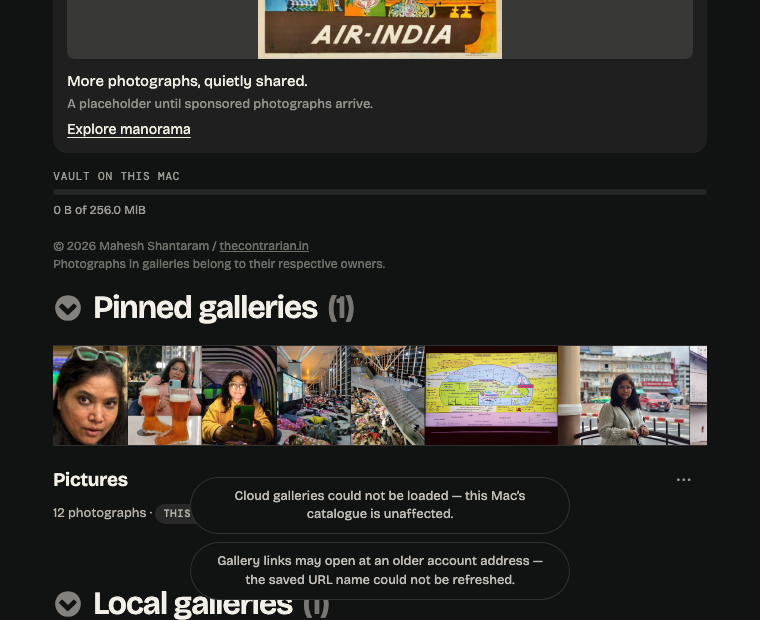 AIR-INDIA
More photographs, quietly shared.
A placeholder until sponsored photographs arrive.
Explore manorama
VAULT ON THIS MAC
0 B of 256.0 MiB
© 2026 Mahesh Shantaram / thecontrarian.in
Photographs in galleries belong to their respective owners.
Pinned galleries (1)
Pictures
12 photographs · THIS
Cloud galleries could not be loaded — this Mac's
catalogue is unaffected.
Gallery links may open at an older account address —
the saved URL name could not be refreshed.
Local galleries (1)